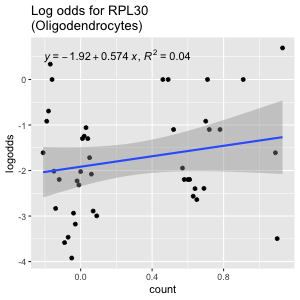 Log odds for RPL30
(Oligodendrocytes)
y = −1.92 + 0.574 x, R² = 0.04
0
-1
-2
-3
-4
logodds
0.0 0.4 0.8
count